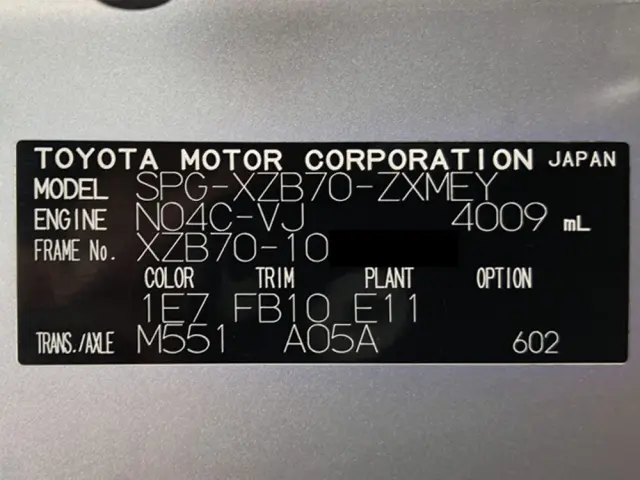 TOYOTA MOTOR CORPORATION JAPAN
MODEL SPG-XZB70-ZXMEY
ENGINE N04C-VJ 4009 mL
FRAME No. XZB70-10
COLOR TRIM PLANT OPTION
1E7 FB10 E11
TRANS./AXLE M551 A05A 602